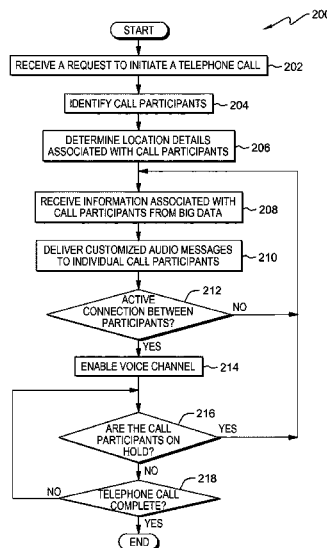 200
START
RECEIVE A REQUEST TO INITIATE A TELEPHONE CALL
202
IDENTIFY CALL PARTICIPANTS
204
DETERMINE LOCATION DETAILS
ASSOCIATED WITH CALL PARTICIPANTS
206
RECEIVE INFORMATION ASSOCIATED WITH
CALL PARTICIPANTS FROM BIG DATA
208
DELIVER CUSTOMIZED AUDIO MESSAGES
TO INDIVIDUAL CALL PARTICIPANTS
210
212
ACTIVE
CONNECTION BETWEEN
PARTICIPANTS?
NO
YES
ENABLE VOICE CHANNEL
214
216
ARE THE CALL
PARTICIPANTS ON
HOLD?
YES
NO
218
NO
TELEPHONE CALL
COMPLETE?
YES
END